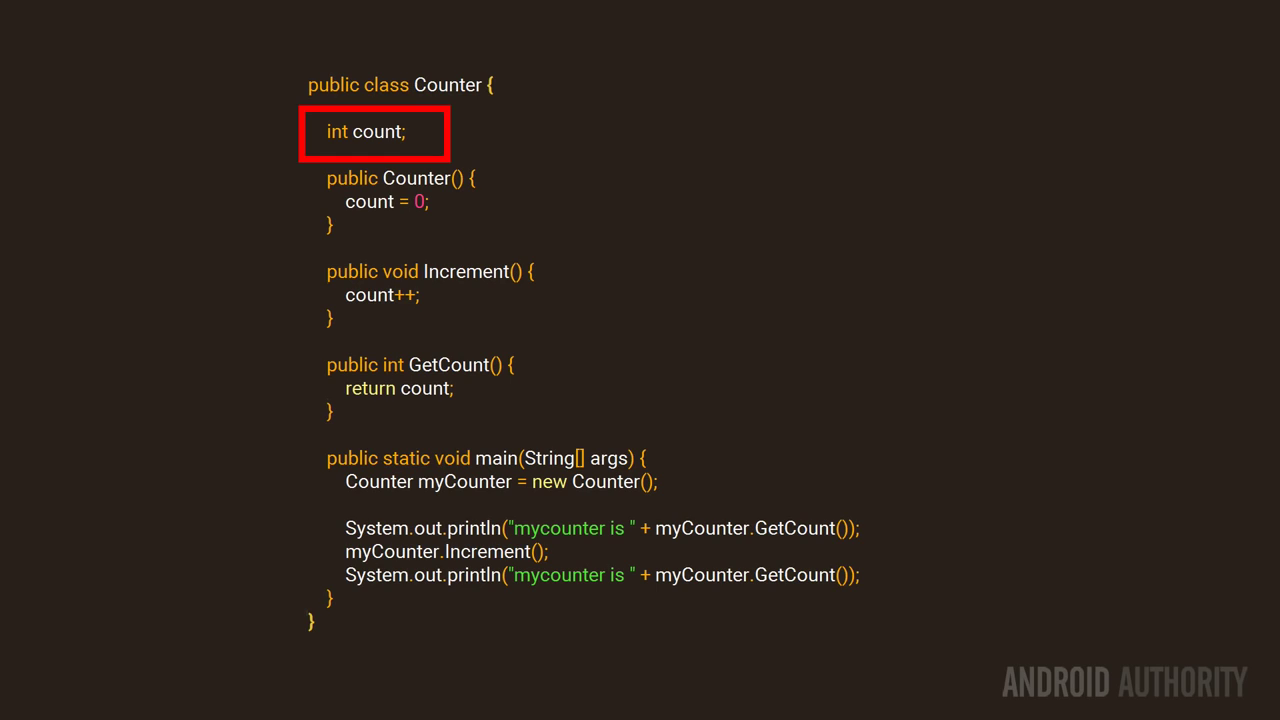 public class Counter {
int count;
public Counter() {
count = 0;
}
public void Increment() {
count++;
}
public int GetCount() {
return count;
}
public static void main(String[] args) {
Counter myCounter = new Counter();
System.out.println("mycounter is " + myCounter.GetCount());
myCounter.Increment();
System.out.println("mycounter is " + myCounter.GetCount());
}
}
ANDROID AUTHORITY